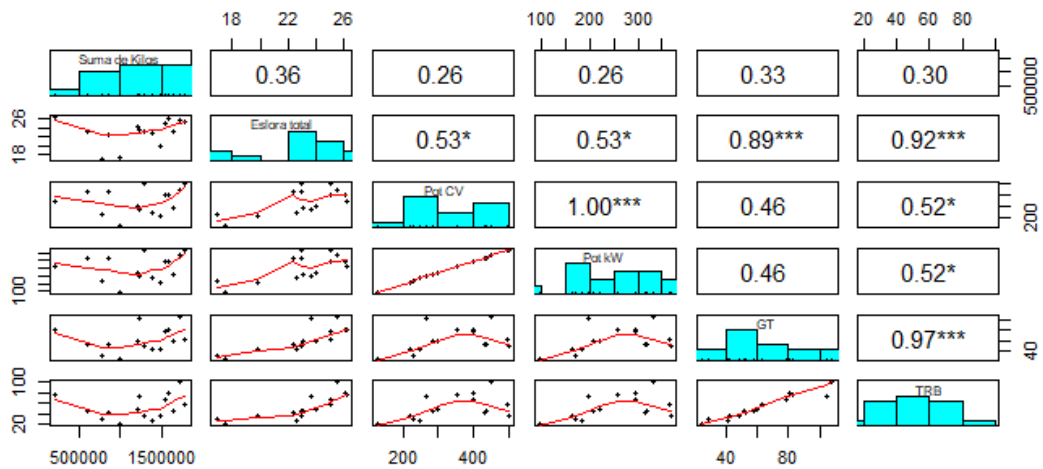 18 22 26 100 200 300 20 40 60 80
Suma de Kilos 0.36 0.26 0.26 0.33 0.30 500000
18 26 Eslora total 0.53* 0.53* 0.89*** 0.92***
Pot CV 1.00*** 0.46 0.52* 200
100 Pot kW 0.46 0.52*
GT 0.97*** 40
20 100 TRB
500000 1500000 200 400 40 80